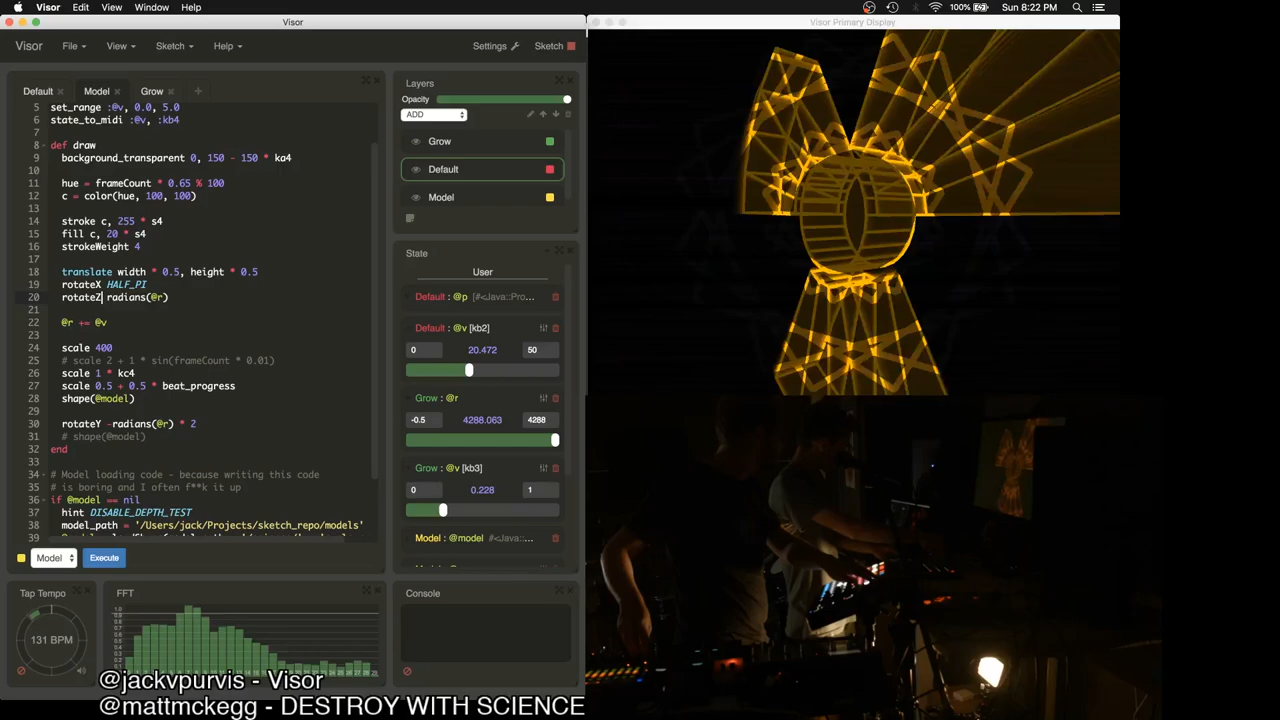 Visor Edit View Window Help 100% Sun 8:22 PM
Visor
Visor Primary Display
Visor File View Sketch Help Settings Sketch
Default Model Grow
5 set_range :@v, 0.0, 5.0
6 state_to_midi :@v, :kb4
7
8 def draw
9 background_transparent 0, 150 - 150 * ka4
10
11 hue = frameCount * 0.65 % 100
12 c = color(hue, 100, 100)
13
14 stroke c, 255 * s4
15 fill c, 20 * s4
16 strokeWeight 4
17
18 translate width * 0.5, height * 0.5
19 rotateX HALF_PI
20 rotateZ radians(@r)
21
22 @r += @v
23
24 scale 400
25 # scale 2 + 1 * sin(frameCount * 0.01)
26 scale 1 * kc4
27 scale 0.5 + 0.5 * beat_progress
28 shape(@model)
29
30 rotateY -radians(@r) * 2
31 # shape(@model)
32 end
33
34 # Model loading code - because writing this code
35 # is boring and I often f**k it up
36 if @model == nil
37 hint DISABLE_DEPTH_TEST
38 model_path = '/Users/jack/Projects/sketch_repo/models'
39
Model Execute
Layers
Opacity
ADD
Grow
Default
Model
State
User
Default : @p [#<Java::Pro...
Default : @v [kb2]
0 20.472 50
Grow : @r
-0.5 4288.063 4288
Grow : @v [kb3]
0 0.228 1
Model : @model #<Java::...
Tap Tempo
131 BPM
FFT
Console
@jackvpurvis - Visor
@mattmckegg - DESTROY WITH SCIENCE